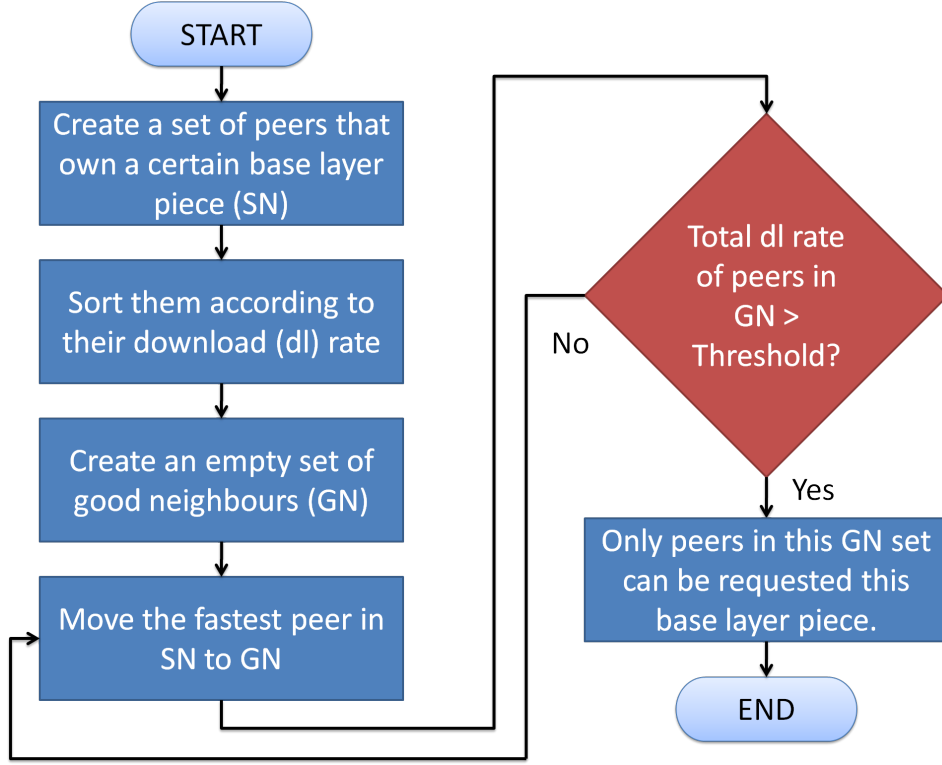 START
Create a set of peers that
own a certain base layer
piece (SN)
Sort them according to
their download (dl) rate
Create an empty set of
good neighbours (GN)
Move the fastest peer in
SN to GN
Total dl rate
of peers in
GN >
Threshold?
No
Yes
Only peers in this GN set
can be requested this
base layer piece.
END